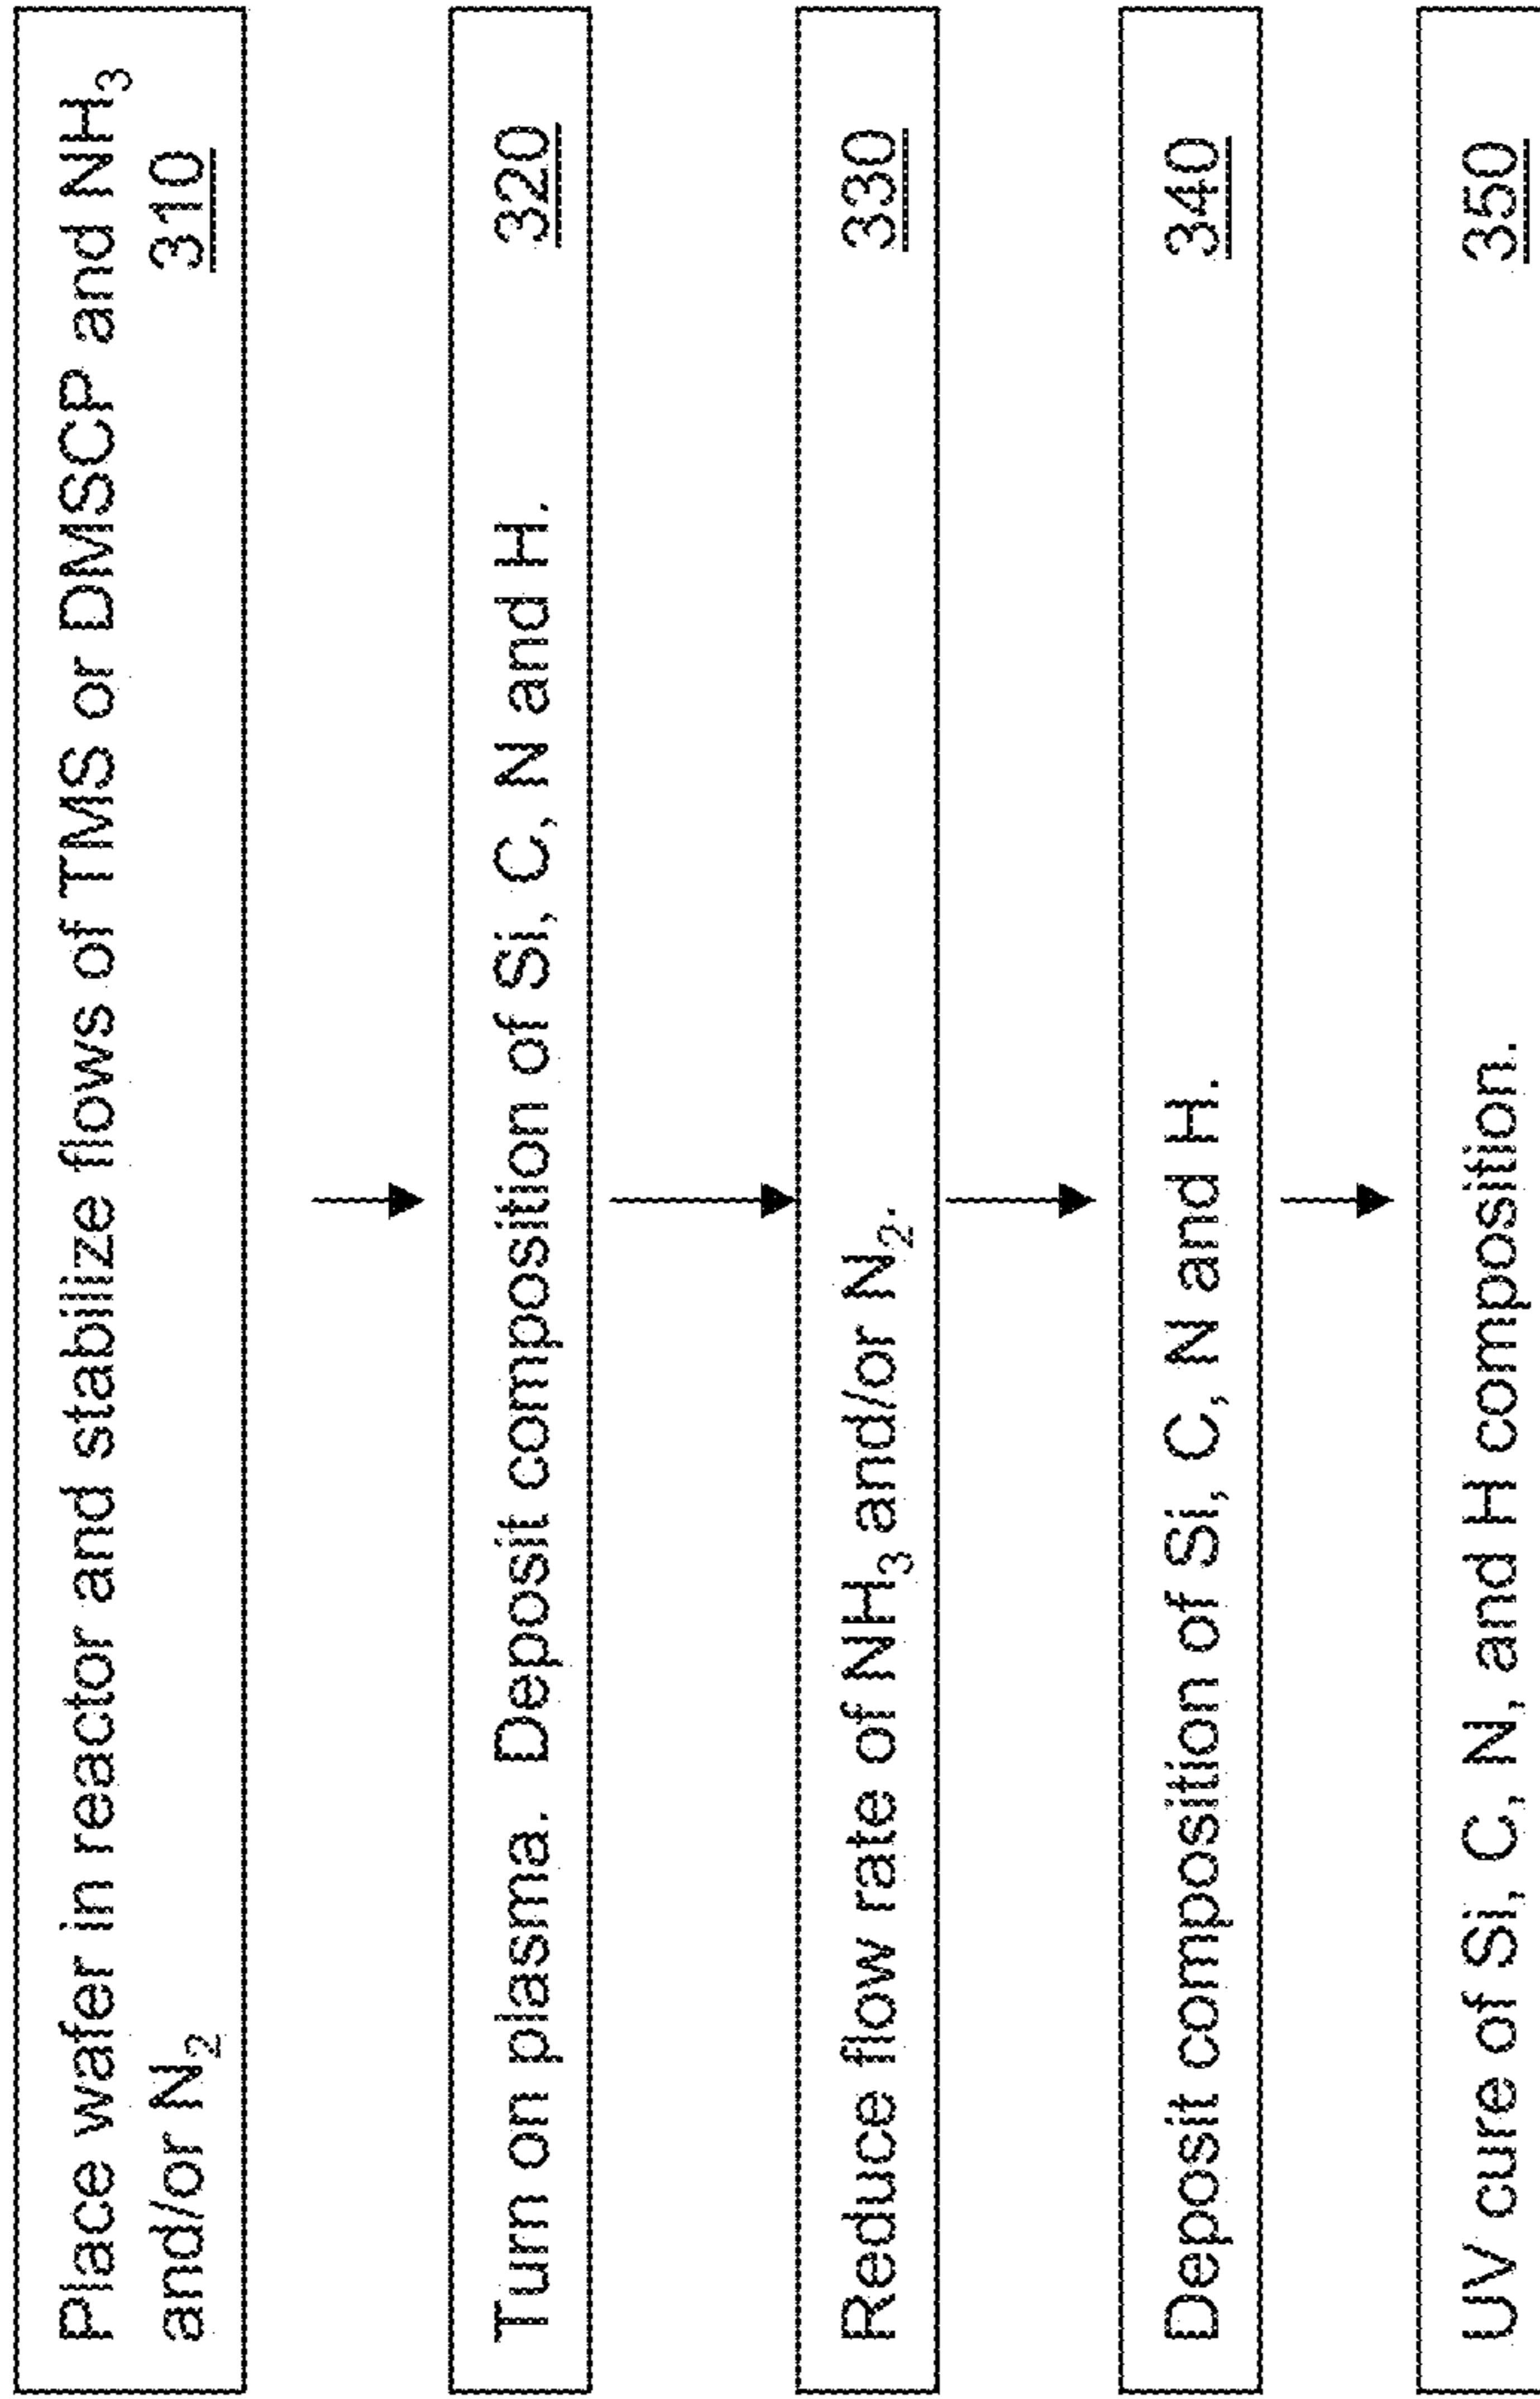 Place wafer in reactor and stabilize flows of TMS or DMSCP and NH₃
and/or N₂ 310
Turn on plasma. Deposit composition of Si, C, N and H. 320
Reduce flow rate of NH₃ and/or N₂. 330
Deposit composition of Si, C, N and H. 340
UV cure of Si, C, N, and H composition. 350